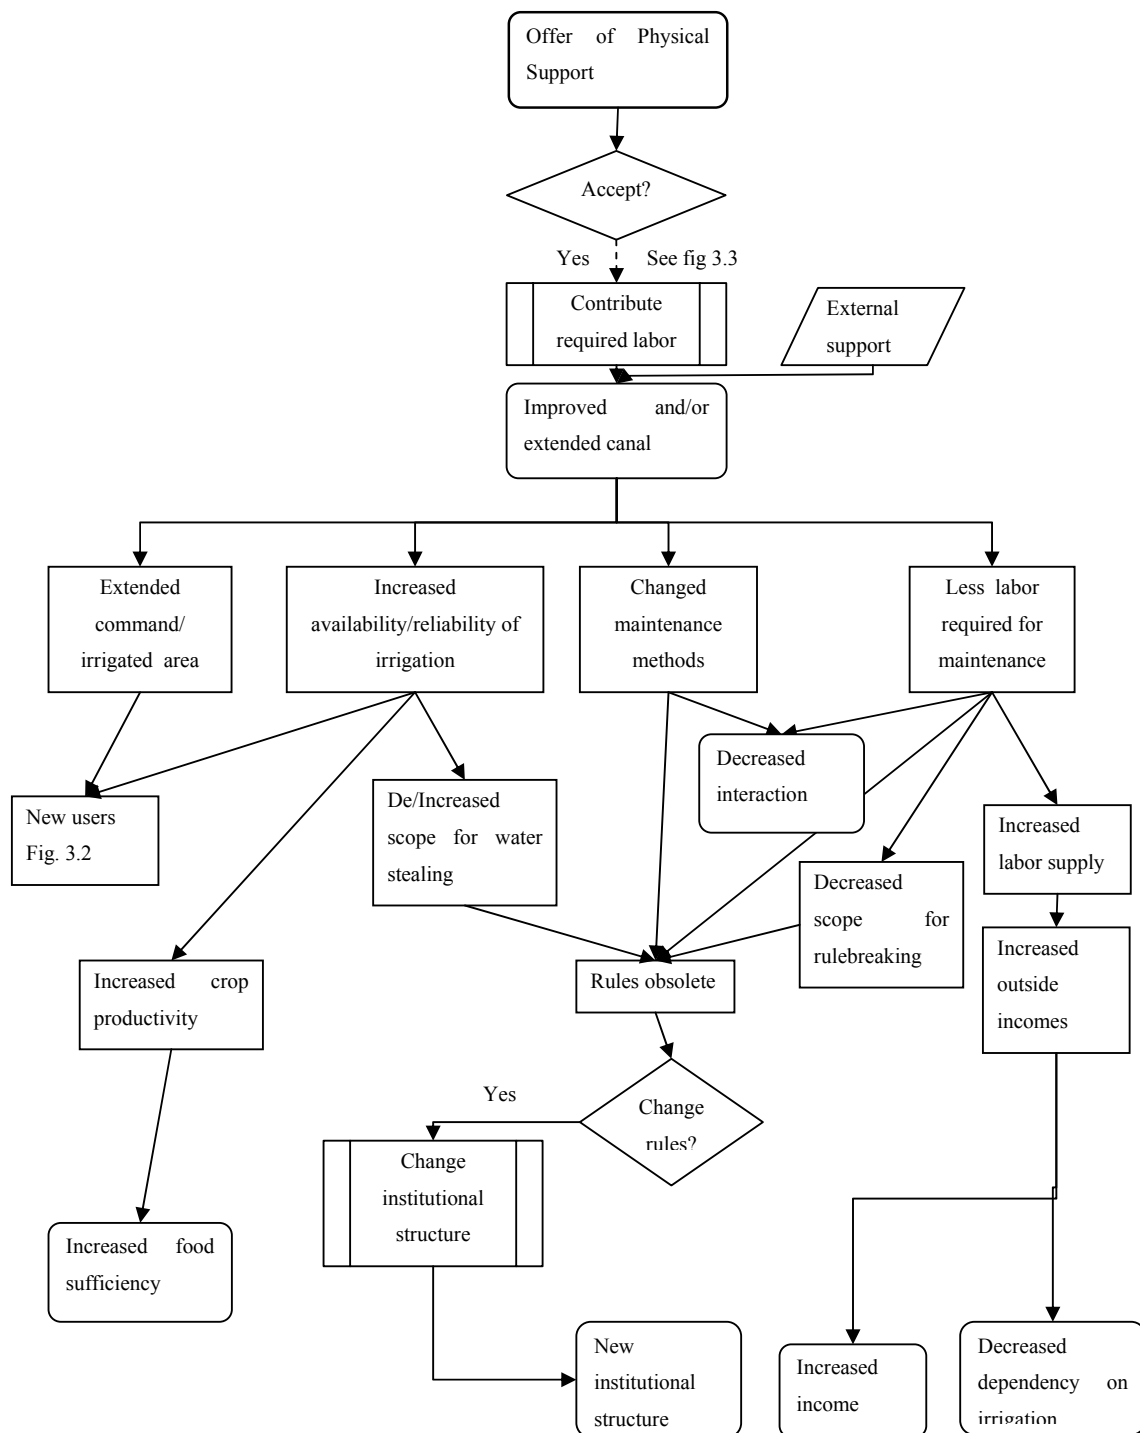 Offer of Physical
Support
Accept?
Yes
See fig 3.3
Contribute
required labor
External
support
Improved and/or
extended canal
Extended
command/
irrigated area
Increased
availability/reliability of
irrigation
Changed
maintenance
methods
Less labor
required for
maintenance
Decreased
interaction
New users
Fig. 3.2
De/Increased
scope for water
stealing
Increased
labor supply
Decreased
scope for
rulebreaking
Increased crop
productivity
Rules obsolete
Increased
outside
incomes
Yes
Change
rules?
Change
institutional
structure
Increased food
sufficiency
New
institutional
structure
Increased
income
Decreased
dependency on
irrigation